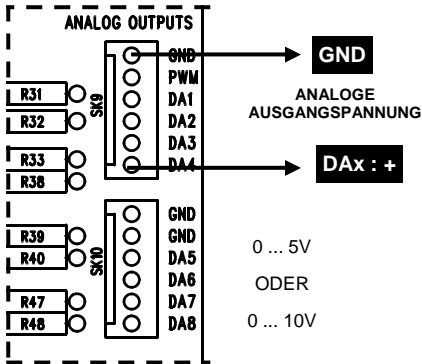 ANALOG OUTPUTS
GND
PWM
DA1
DA2
DA3
DA4
SK9
R31
R32
R33
R38
GND
GND
DA5
DA6
DA7
DA8
SK10
R39
R40
R47
R48
GND
ANALOGE
AUSGANGSPANNUNG
DAx : +
0 ... 5V
ODER
0 ... 10V